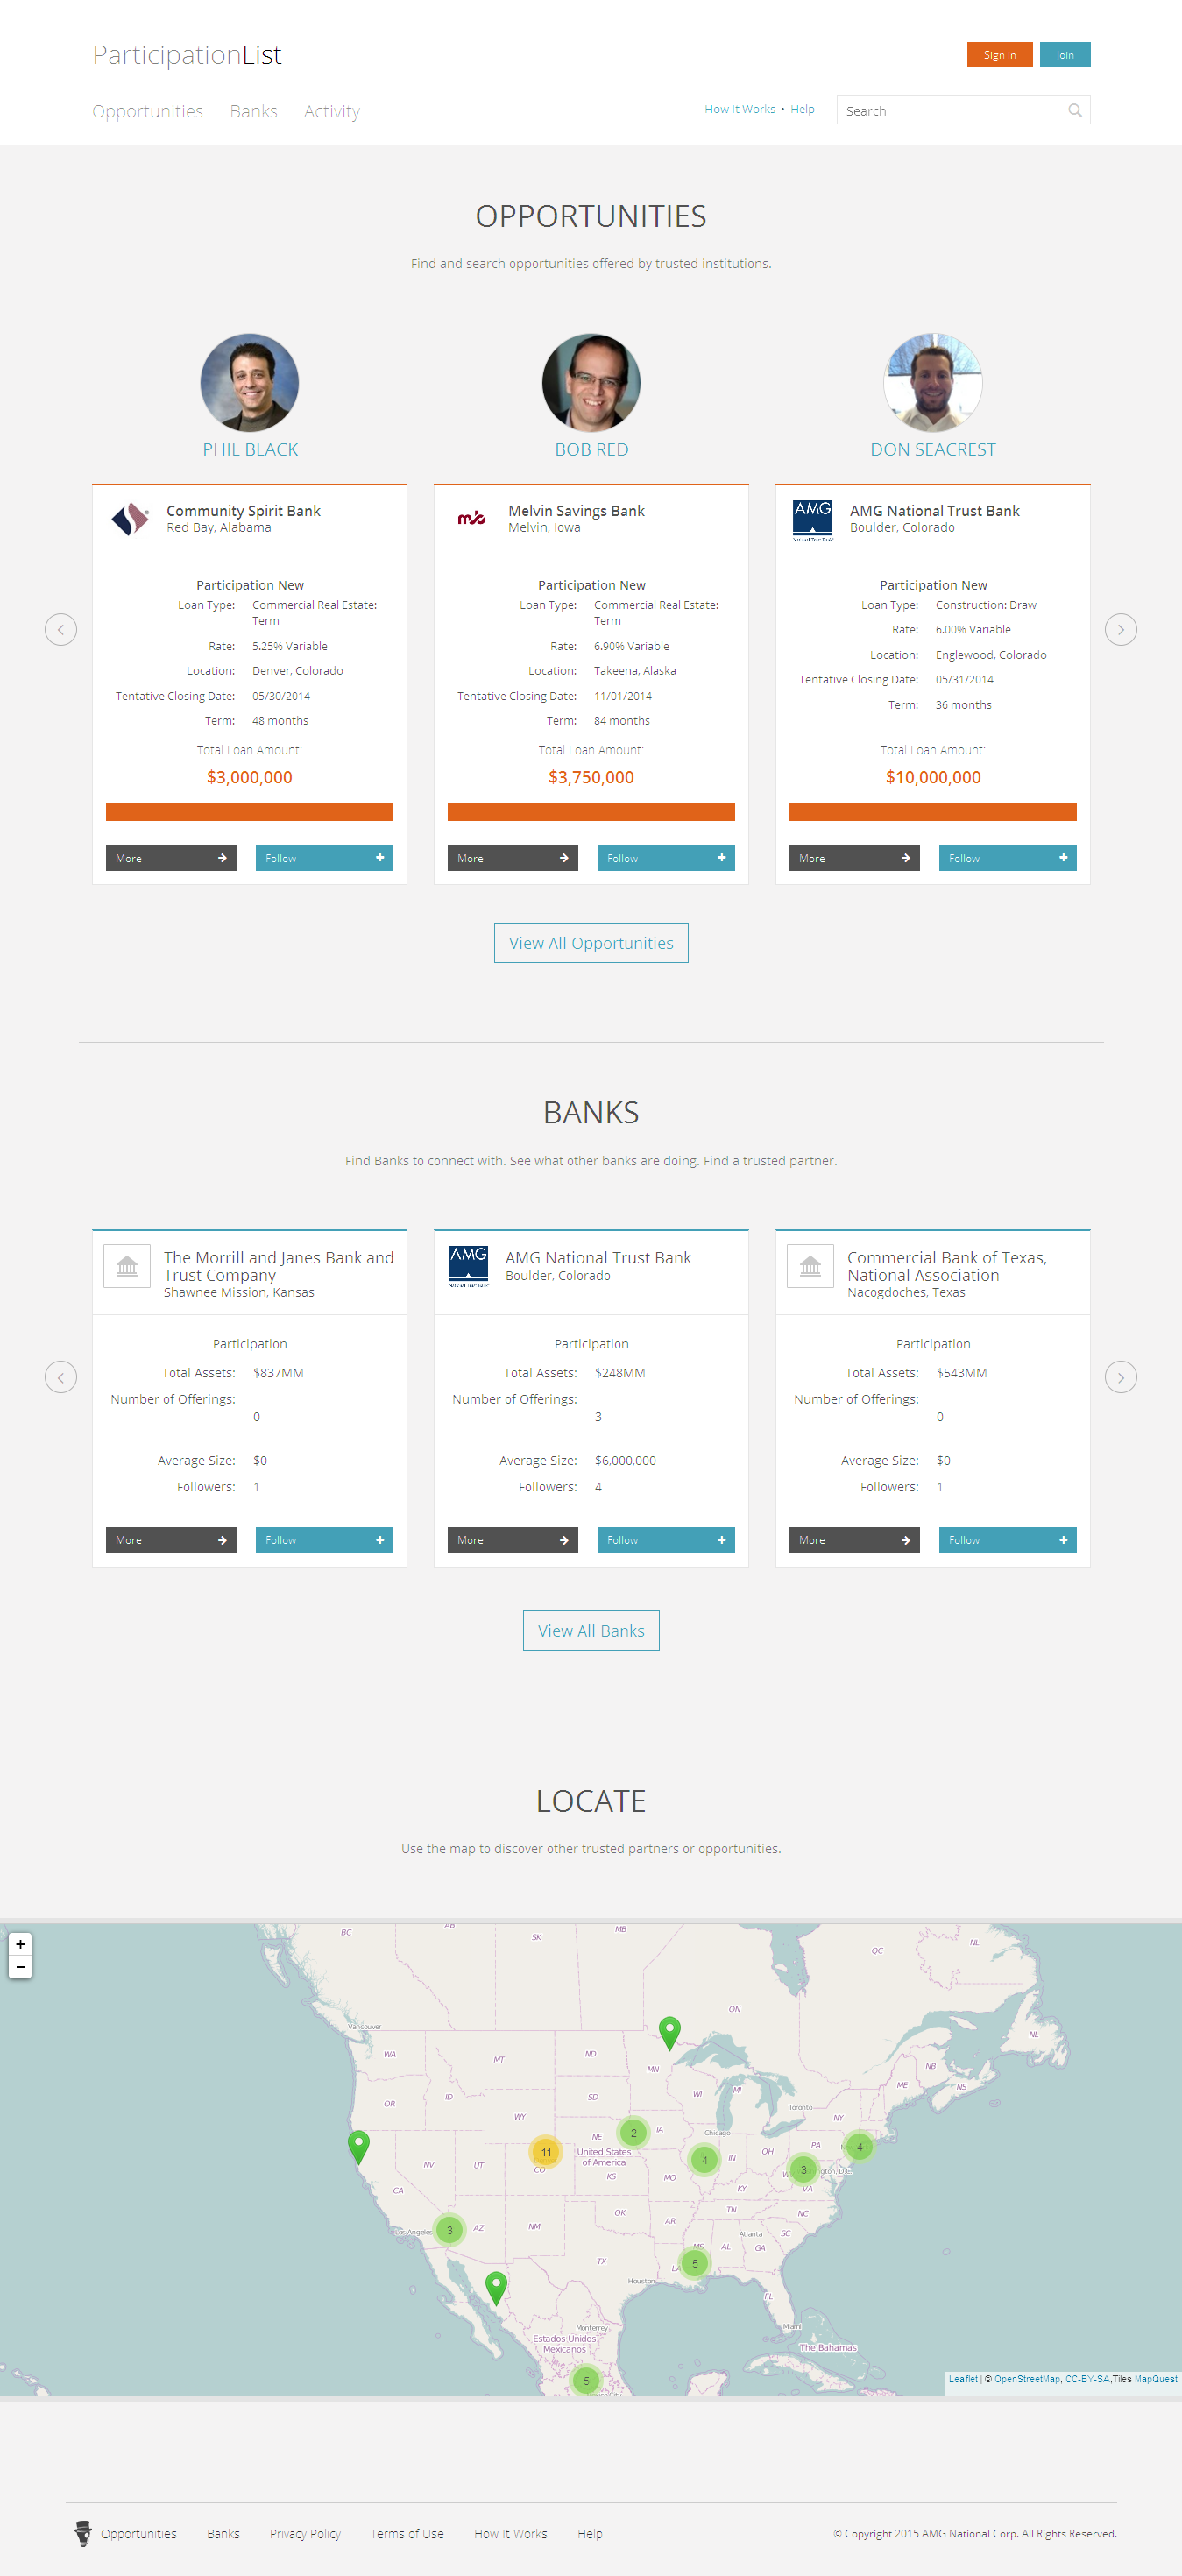 ParticipationList
Sign in
Join
Opportunities Banks Activity
How It Works • Help
Search
OPPORTUNITIES
Find and search opportunities offered by trusted institutions.
PHIL BLACK
Community Spirit Bank
Red Bay, Alabama
Participation New
Loan Type: Commercial Real Estate:
Term
Rate: 5.25% Variable
Location: Denver, Colorado
Tentative Closing Date: 05/30/2014
Term: 48 months
Total Loan Amount:
$3,000,000
More
Follow
BOB RED
Melvin Savings Bank
Melvin, Iowa
Participation New
Loan Type: Commercial Real Estate:
Term
Rate: 6.90% Variable
Location: Takeena, Alaska
Tentative Closing Date: 11/01/2014
Term: 84 months
Total Loan Amount:
$3,750,000
More
Follow
DON SEACREST
AMG
AMG National Trust Bank
Boulder, Colorado
Participation New
Loan Type: Construction: Draw
Rate: 6.00% Variable
Location: Englewood, Colorado
Tentative Closing Date: 05/31/2014
Term: 36 months
Total Loan Amount:
$10,000,000
More
Follow
View All Opportunities
BANKS
Find Banks to connect with. See what other banks are doing. Find a trusted partner.
The Morrill and Janes Bank and
Trust Company
Shawnee Mission, Kansas
Participation
Total Assets: $837MM
Number of Offerings:
0
Average Size: $0
Followers: 1
More
Follow
AMG
AMG National Trust Bank
Boulder, Colorado
Participation
Total Assets: $248MM
Number of Offerings:
3
Average Size: $6,000,000
Followers: 4
More
Follow
Commercial Bank of Texas,
National Association
Nacogdoches, Texas
Participation
Total Assets: $543MM
Number of Offerings:
0
Average Size: $0
Followers: 1
More
Follow
View All Banks
LOCATE
Use the map to discover other trusted partners or opportunities.
+
−
BC
AB
SK
MB
ON
QC
NL
NL
Vancouver
WA
MT
ND
MN
NB
NS
ME
OR
ID
SD
WI
MI
Toronto
NY
WY
NE
2
IA
Chicago
11
CO
United States
of America
4
IN
OH
PA
4
3
NV
UT
KS
MO
KY
VA
CA
Los Angeles
3
AZ
NM
OK
AR
TN
NC
Atlanta
SC
MS
AL
GA
TX
LA
5
Houston
FL
Monterrey
Miami
Estados Unidos
Mexicanos
The Bahamas
5
Leaflet | © OpenStreetMap, CC-BY-SA,Tiles MapQuest
Opportunities Banks Privacy Policy Terms of Use How It Works Help
© Copyright 2015 AMG National Corp. All Rights Reserved.